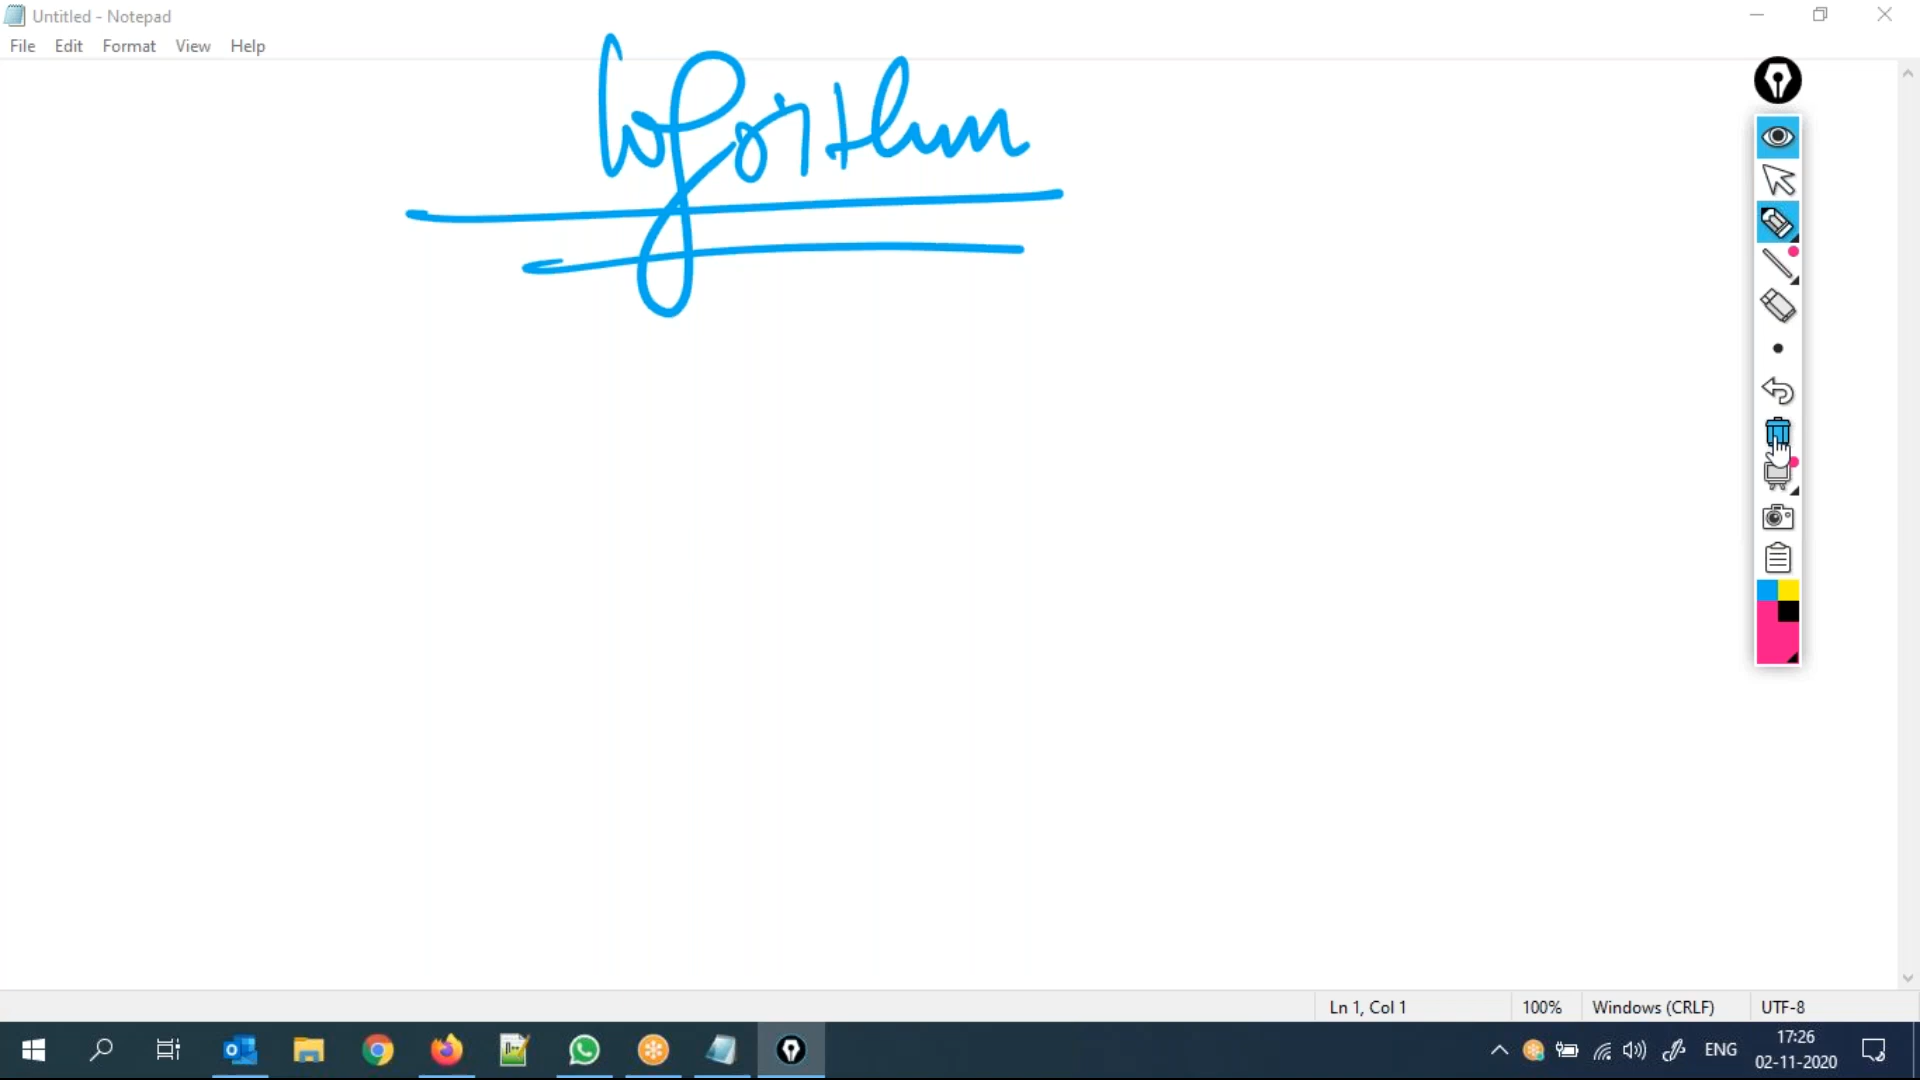 Untitled - Notepad
File Edit Format View Help
logorithm
Ln 1, Col 1 100% Windows (CRLF) UTF-8
ENG 17:26
02-11-2020